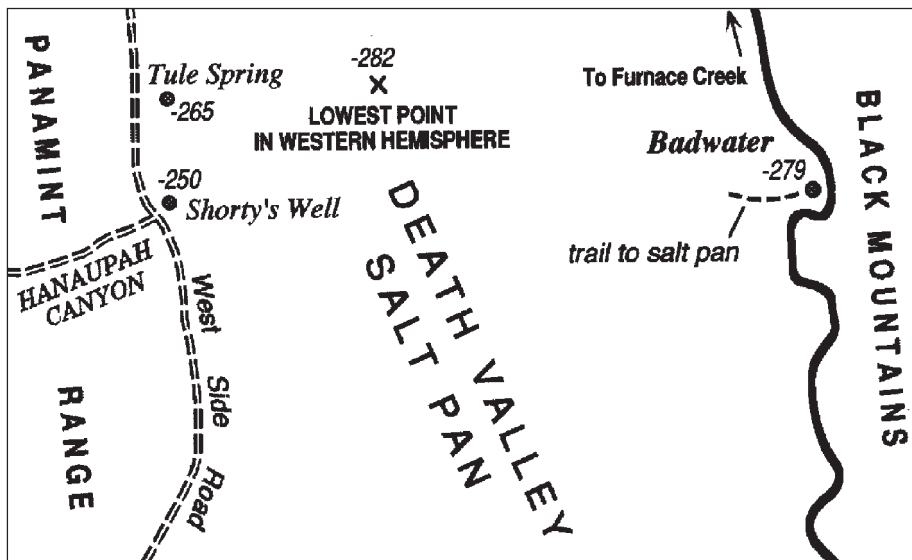 PANAMINT
RANGE
Tule Spring
-265
-250
Shorty's Well
HANAUPAH
CANYON
West Side Road
-282
x
LOWEST POINT
IN WESTERN HEMISPHERE
DEATH VALLEY
SALT PAN
To Furnace Creek
Badwater
-279
trail to salt pan
BLACK MOUNTAINS